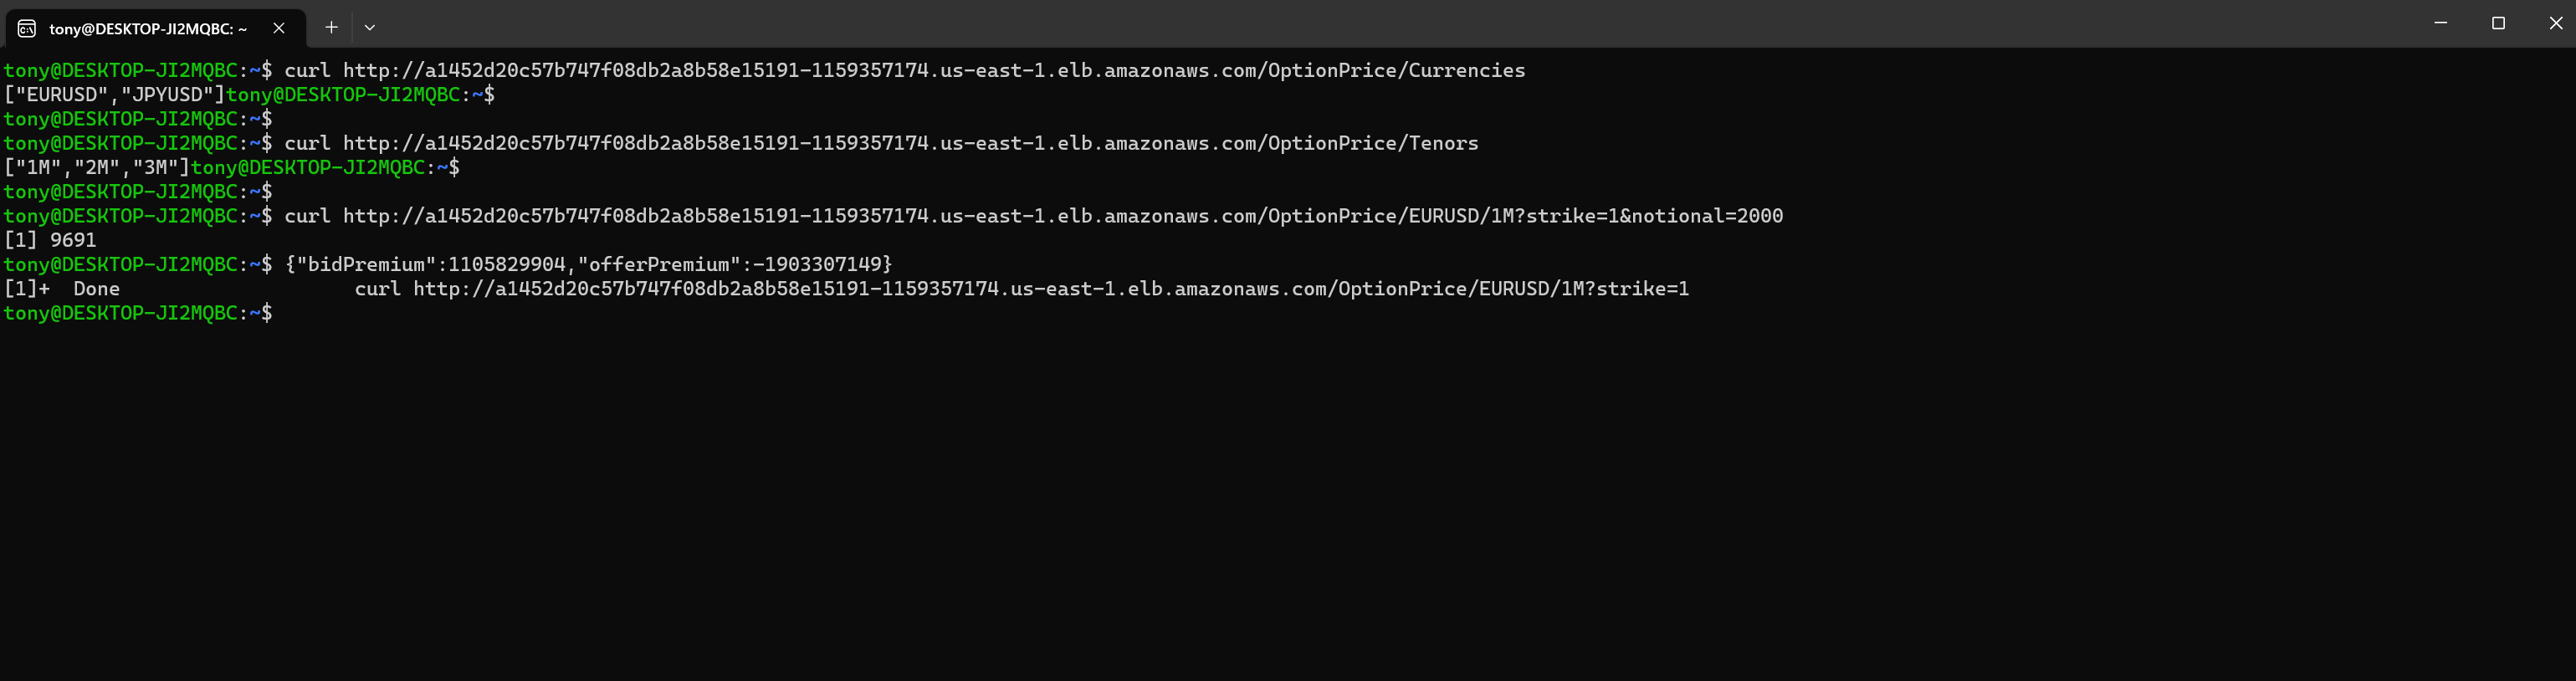 tony@DESKTOP-JI2MQBC: ~
tony@DESKTOP-JI2MQBC:~$ curl http://a1452d20c57b747f08db2a8b58e15191-1159357174.us-east-1.elb.amazonaws.com/OptionPrice/Currencies
["EURUSD","JPYUSD"]tony@DESKTOP-JI2MQBC:~$
tony@DESKTOP-JI2MQBC:~$
tony@DESKTOP-JI2MQBC:~$ curl http://a1452d20c57b747f08db2a8b58e15191-1159357174.us-east-1.elb.amazonaws.com/OptionPrice/Tenors
["1M","2M","3M"]tony@DESKTOP-JI2MQBC:~$
tony@DESKTOP-JI2MQBC:~$
tony@DESKTOP-JI2MQBC:~$ curl http://a1452d20c57b747f08db2a8b58e15191-1159357174.us-east-1.elb.amazonaws.com/OptionPrice/EURUSD/1M?strike=1&notional=2000
[1] 9691
tony@DESKTOP-JI2MQBC:~$ {"bidPremium":1105829904,"offerPremium":-1903307149}
[1]+  Done                    curl http://a1452d20c57b747f08db2a8b58e15191-1159357174.us-east-1.elb.amazonaws.com/OptionPrice/EURUSD/1M?strike=1
tony@DESKTOP-JI2MQBC:~$